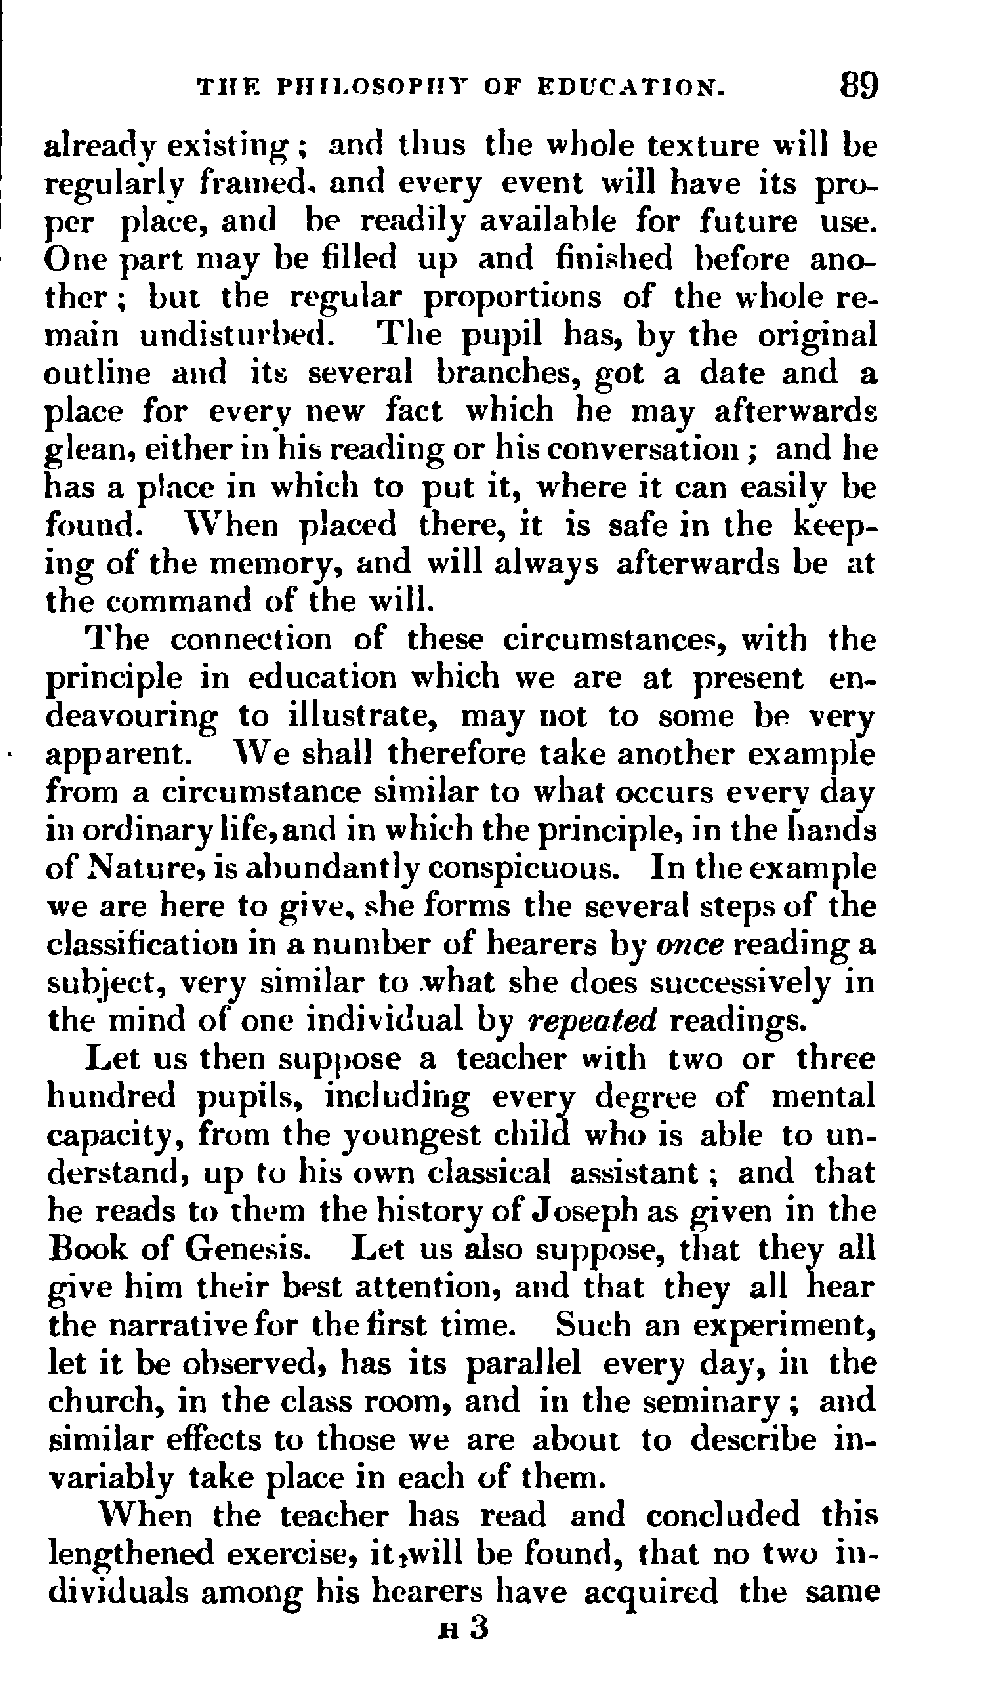 THE PHILOSOPHY OF EDUCATION. 89
already existing; and thus the whole texture will be
regularly framed, and every event will have its pro-
per place, and be readily available for future use.
One part may be filled up and finished before ano-
ther; but the regular proportions of the whole re-
main undisturbed. The pupil has, by the original
outline and its several branches, got a date and a
place for every new fact which he may afterwards
glean, either in his reading or his conversation; and he
has a place in which to put it, where it can easily be
found. When placed there, it is safe in the keep-
ing of the memory, and will always afterwards be at
the command of the will.
The connection of these circumstances, with the
principle in education which we are at present en-
deavouring to illustrate, may not to some be very
apparent. We shall therefore take another example
from a circumstance similar to what occurs every day
in ordinary life, and in which the principle, in the hands
of Nature, is abundantly conspicuous. In the example
we are here to give, she forms the several steps of the
classification in a number of hearers by once reading a
subject, very similar to what she does successively in
the mind of one individual by repeated readings.
Let us then suppose a teacher with two or three
hundred pupils, including every degree of mental
capacity, from the youngest child who is able to un-
derstand, up to his own classical assistant; and that
he reads to them the history of Joseph as given in the
Book of Genesis. Let us also suppose, that they all
give him their best attention, and that they all hear
the narrative for the first time. Such an experiment,
let it be observed, has its parallel every day, in the
church, in the class room, and in the seminary; and
similar effects to those we are about to describe in-
variably take place in each of them.
When the teacher has read and concluded this
lengthened exercise, it will be found, that no two in-
dividuals among his hearers have acquired the same
H 3